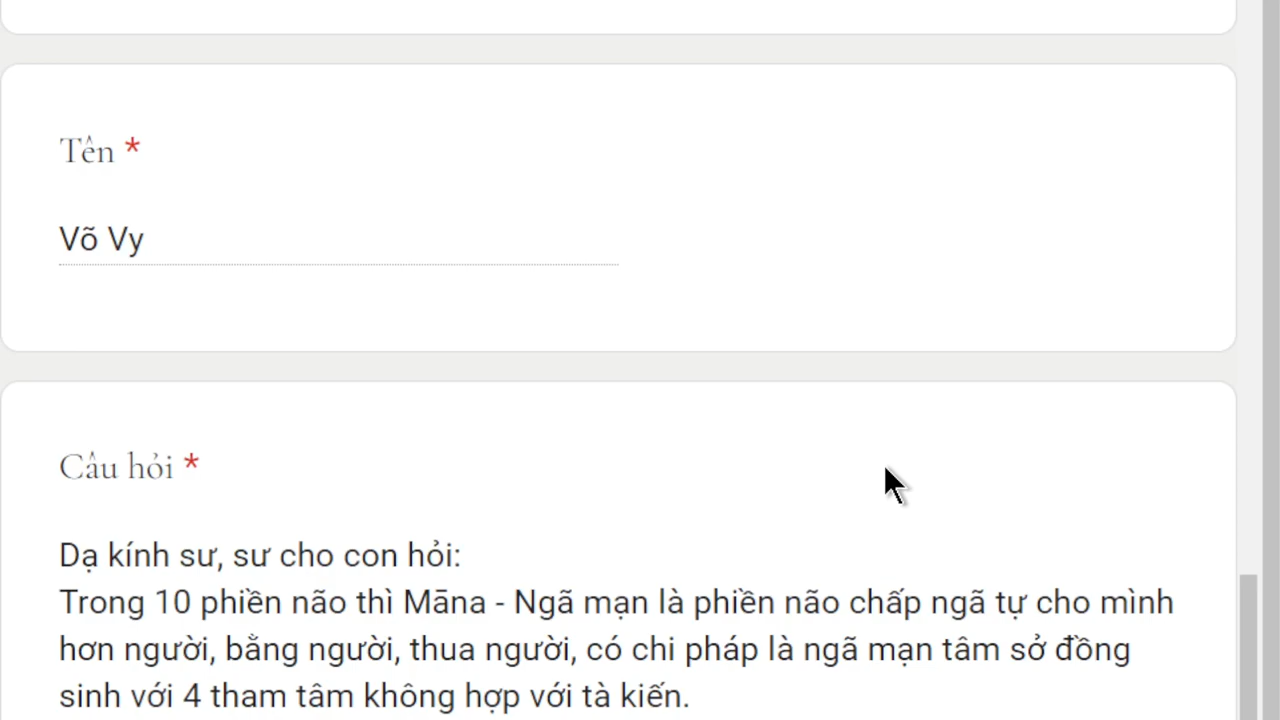 Tên *
Võ Vy
Câu hỏi *
Dạ kính sư, sư cho con hỏi:
Trong 10 phiền não thì Māna - Ngã mạn là phiền não chấp ngã tự cho mình
hơn người, bằng người, thua người, có chi pháp là ngã mạn tâm sở đồng
sinh với 4 tham tâm không hợp với tà kiến.